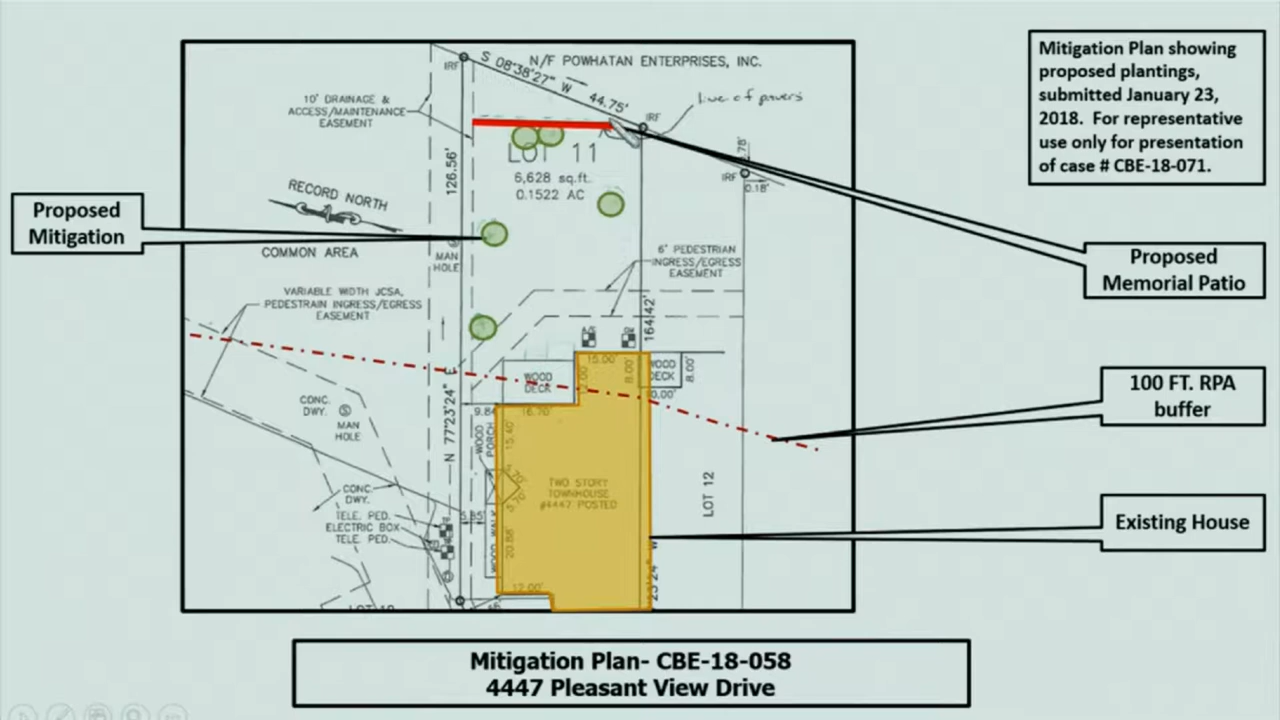 Mitigation Plan showing
proposed plantings,
submitted January 23,
2018. For representative
use only for presentation
of case # CBE-18-071.
N/F POWHATAN ENTERPRISES, INC.
S 08°38'27" W
44.75'
IRF
IRF
IRF
line of pavers
10' DRAINAGE &
ACCESS/MAINTENANCE
EASEMENT
LOT 11
6,628 sq.ft.
0.1522 AC
126.56'
0.18'
RECORD NORTH
Proposed
Mitigation
COMMON AREA
MAN
HOLE
6' PEDESTRIAN
INGRESS/EGRESS
EASEMENT
Proposed
Memorial Patio
VARIABLE WIDTH JCSA,
PEDESTRAIN INGRESS/EGRESS
EASEMENT
164.42'
15.00'
8.00'
WOOD
DECK
WOOD
DECK
8.00'
100 FT. RPA
buffer
CONC.
DWY.
MAN
HOLE
N 77°23'24" E
16.70'
WOOD PORCH
15.40'
TWO STORY
TOWNHOUSE
#4447 POSTED
LOT 12
CONC.
DWY.
TELE. PED.
ELECTRIC BOX
TELE. PED.
5.85'
WOOD WALK
20.88'
12.00'
Existing House
Mitigation Plan- CBE-18-058
4447 Pleasant View Drive